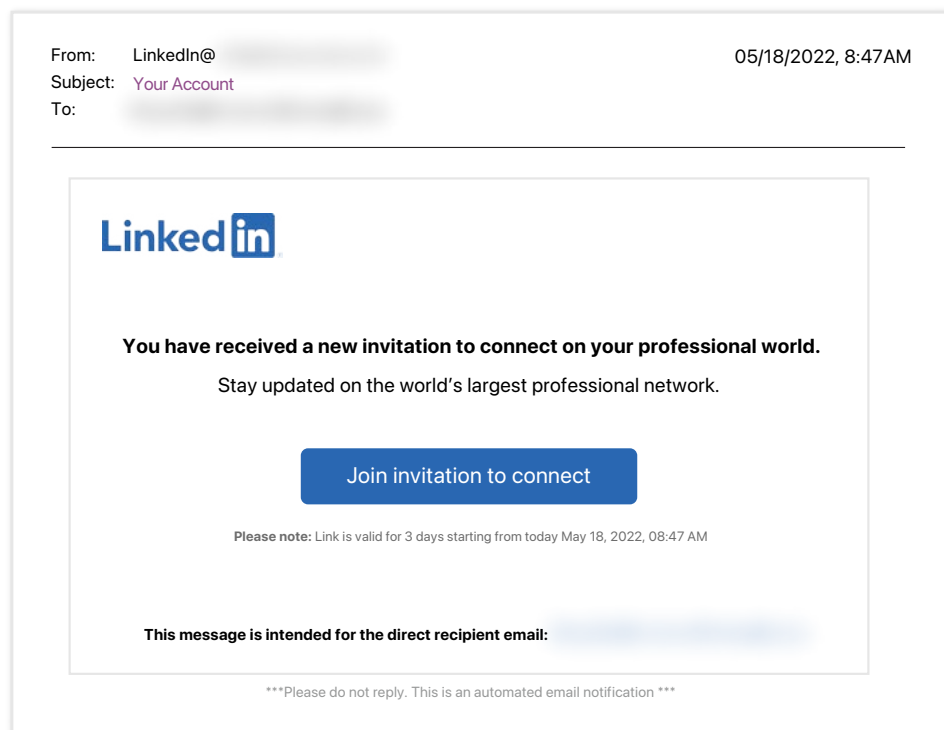 From: LinkedIn@
05/18/2022, 8:47AM
Subject: Your Account
To:
Linked in
You have received a new invitation to connect on your professional world.
Stay updated on the world’s largest professional network.
Join invitation to connect
Please note: Link is valid for 3 days starting from today May 18, 2022, 08:47 AM
This message is intended for the direct recipient email:
***Please do not reply. This is an automated email notification ***